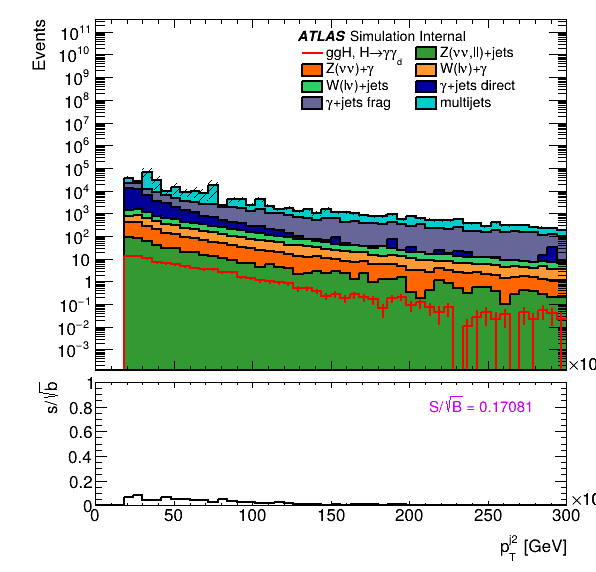 Events
10¹¹
10¹⁰
10⁹
10⁸
10⁷
10⁶
10⁵
10⁴
10³
10²
10
1
10⁻¹
10⁻²
10⁻³
ATLAS Simulation Internal
ggH, H→γγ_d
Z(νν,ll)+jets
Z(νν)+γ
W(lν)+γ
W(lν)+jets
γ+jets direct
γ+jets frag
multijets
×10
s/√b
1
0.8
0.6
0.4
0.2
0
S/√B = 0.17081
×10
0 50 100 150 200 250 300
p_T^j2 [GeV]